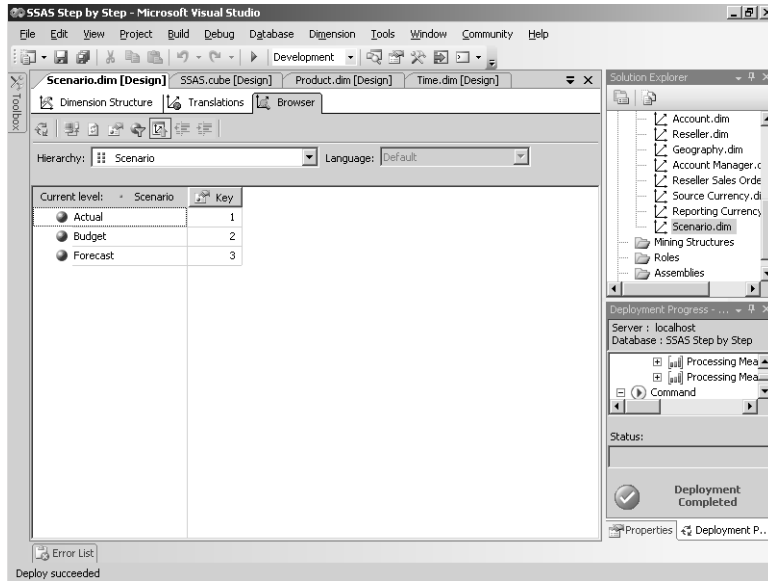 SSAS Step by Step - Microsoft Visual Studio
File Edit View Project Build Debug Database Dimension Tools Window Community Help
Development
Scenario.dim [Design] SSAS.cube [Design] Product.dim [Design] Time.dim [Design]
Dimension Structure Translations Browser
Hierarchy: Scenario Language: Default
Current level: Scenario Key
Actual 1
Budget 2
Forecast 3
Toolbox
Solution Explorer
Account.dim
Reseller.dim
Geography.dim
Account Manager.c
Reseller Sales Orde
Source Currency.di
Reporting Currency
Scenario.dim
Mining Structures
Roles
Assemblies
Deployment Progress - ...
Server : localhost
Database : SSAS Step by Step
Processing Mea
Processing Mea
Command
Status:
Deployment
Completed
Properties Deployment P...
Error List
Deploy succeeded